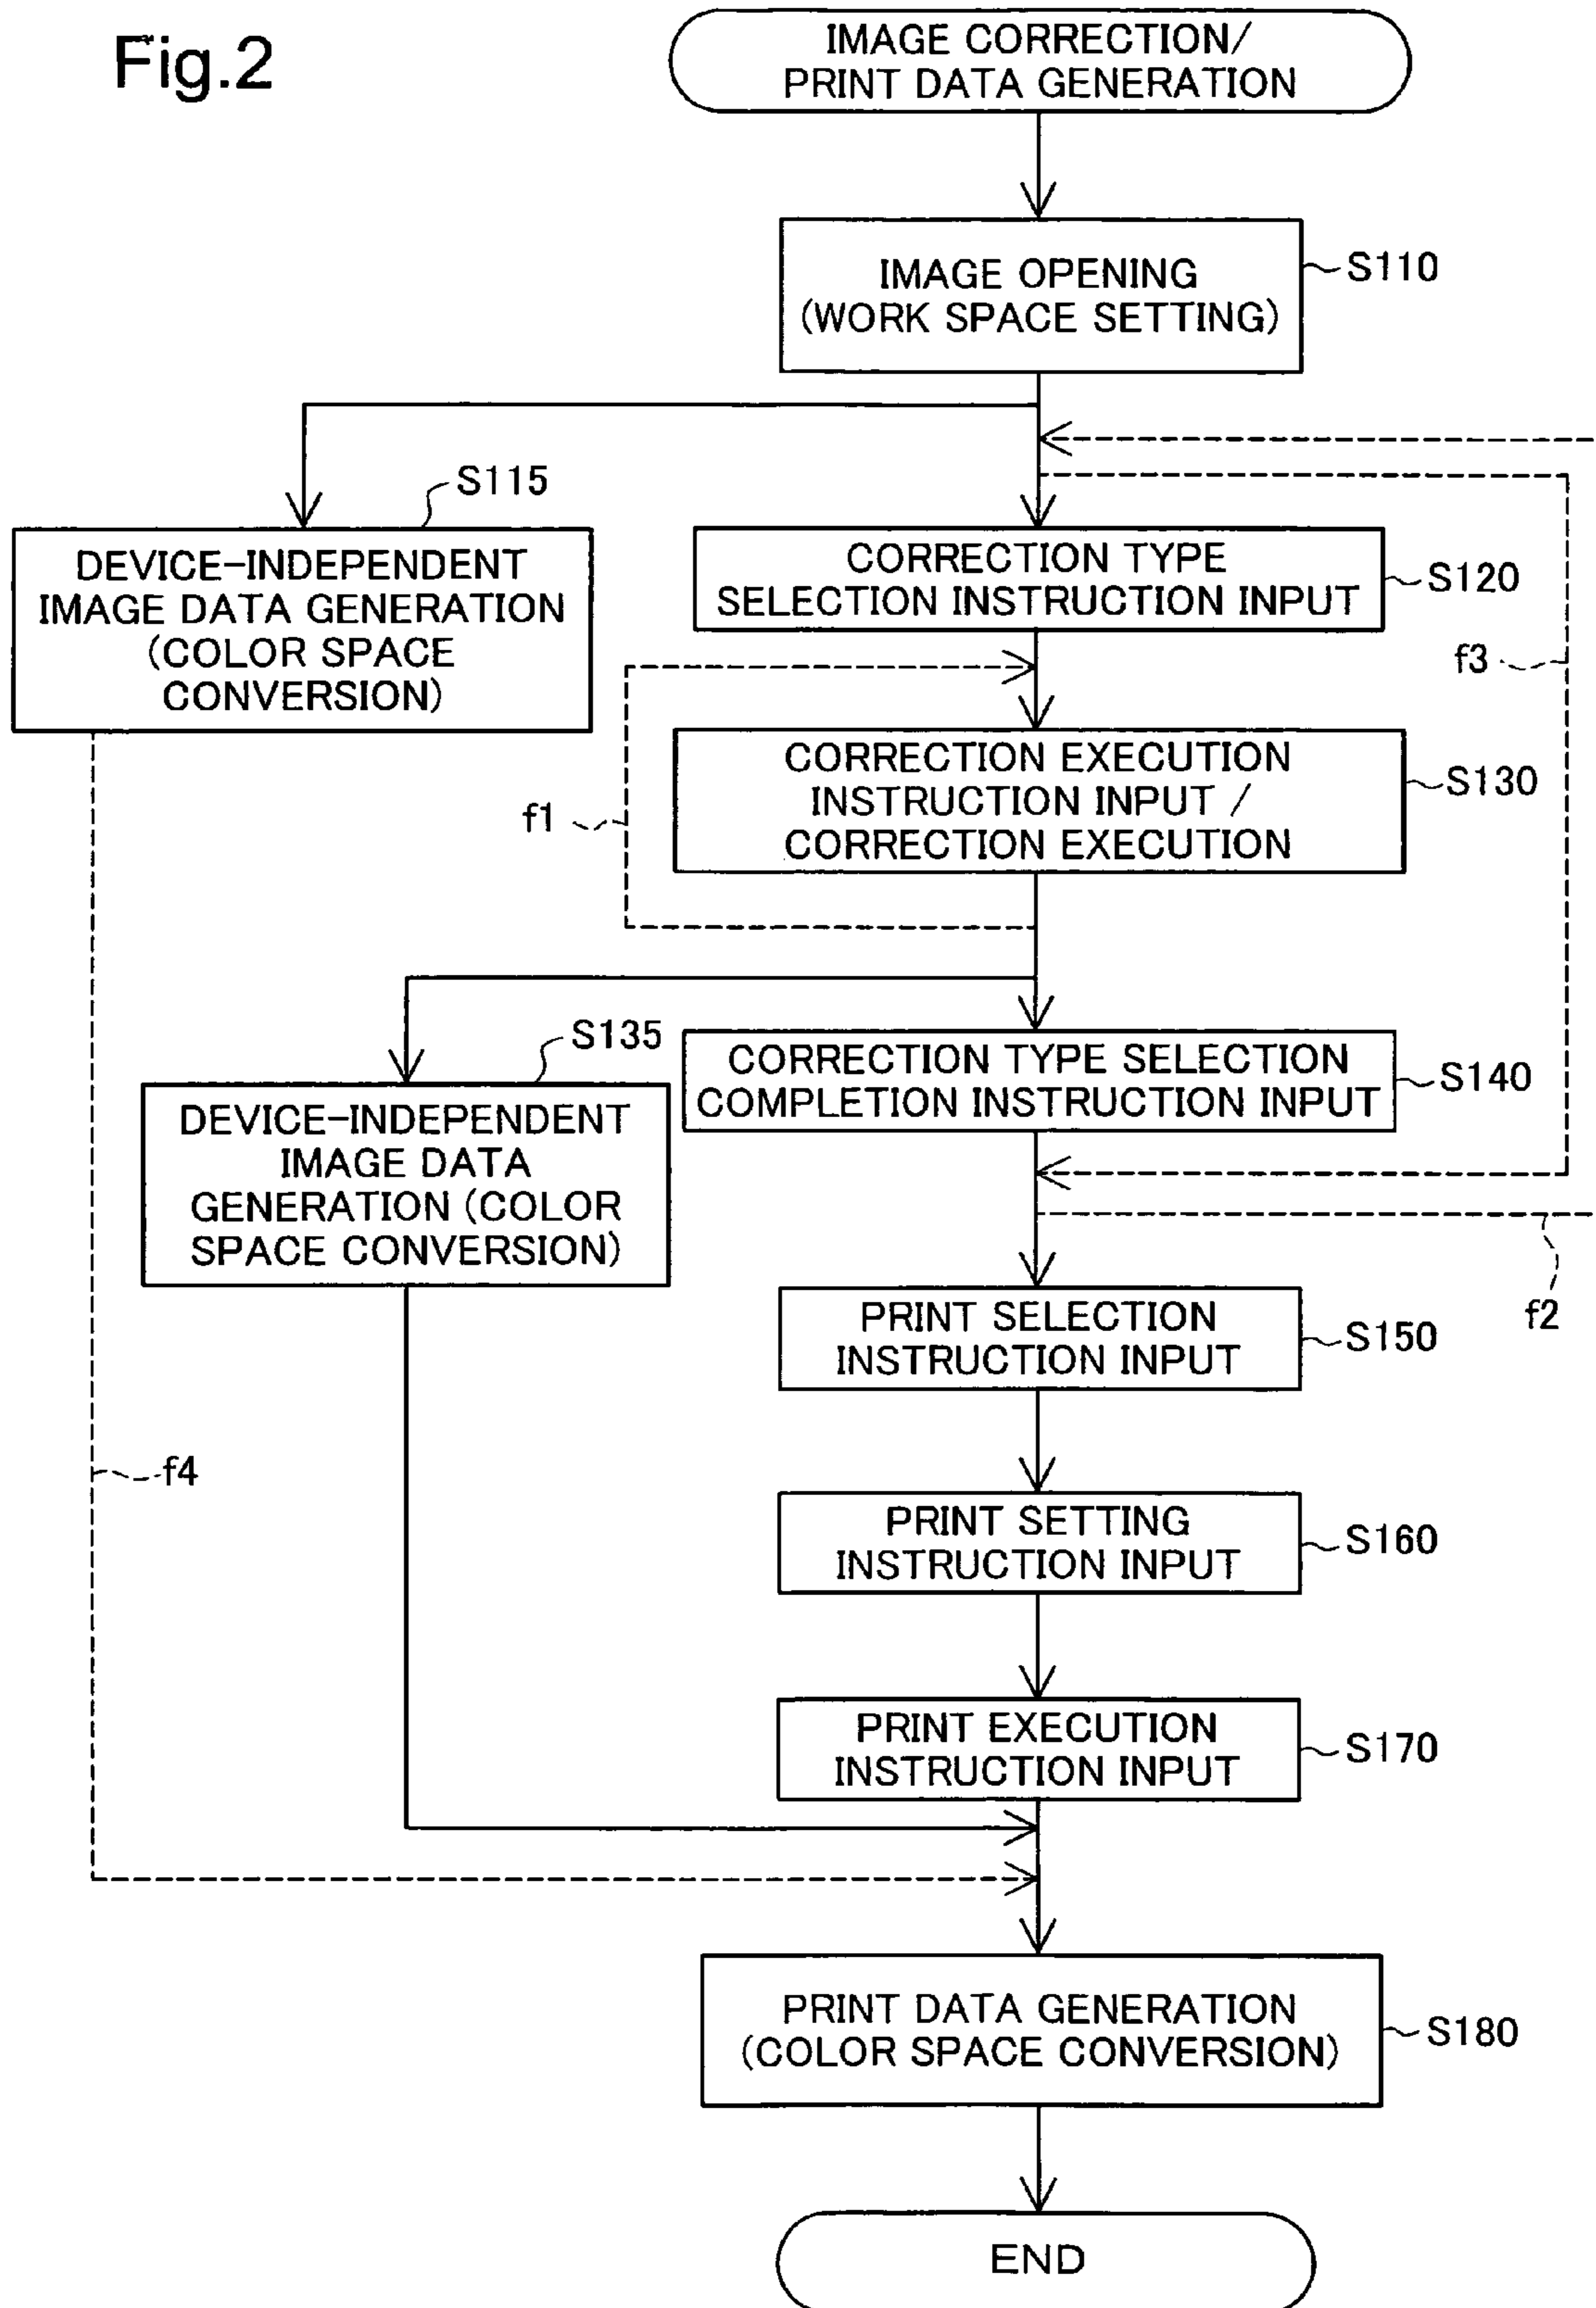 Fig.2
IMAGE CORRECTION/
PRINT DATA GENERATION
IMAGE OPENING
(WORK SPACE SETTING)
S110
S115
DEVICE-INDEPENDENT
IMAGE DATA GENERATION
(COLOR SPACE
CONVERSION)
CORRECTION TYPE
SELECTION INSTRUCTION INPUT
S120
f3
CORRECTION EXECUTION
INSTRUCTION INPUT /
CORRECTION EXECUTION
S130
f1
S135
DEVICE-INDEPENDENT
IMAGE DATA
GENERATION (COLOR
SPACE CONVERSION)
CORRECTION TYPE SELECTION
COMPLETION INSTRUCTION INPUT
S140
f2
PRINT SELECTION
INSTRUCTION INPUT
S150
f4
PRINT SETTING
INSTRUCTION INPUT
S160
PRINT EXECUTION
INSTRUCTION INPUT
S170
PRINT DATA GENERATION
(COLOR SPACE CONVERSION)
S180
END